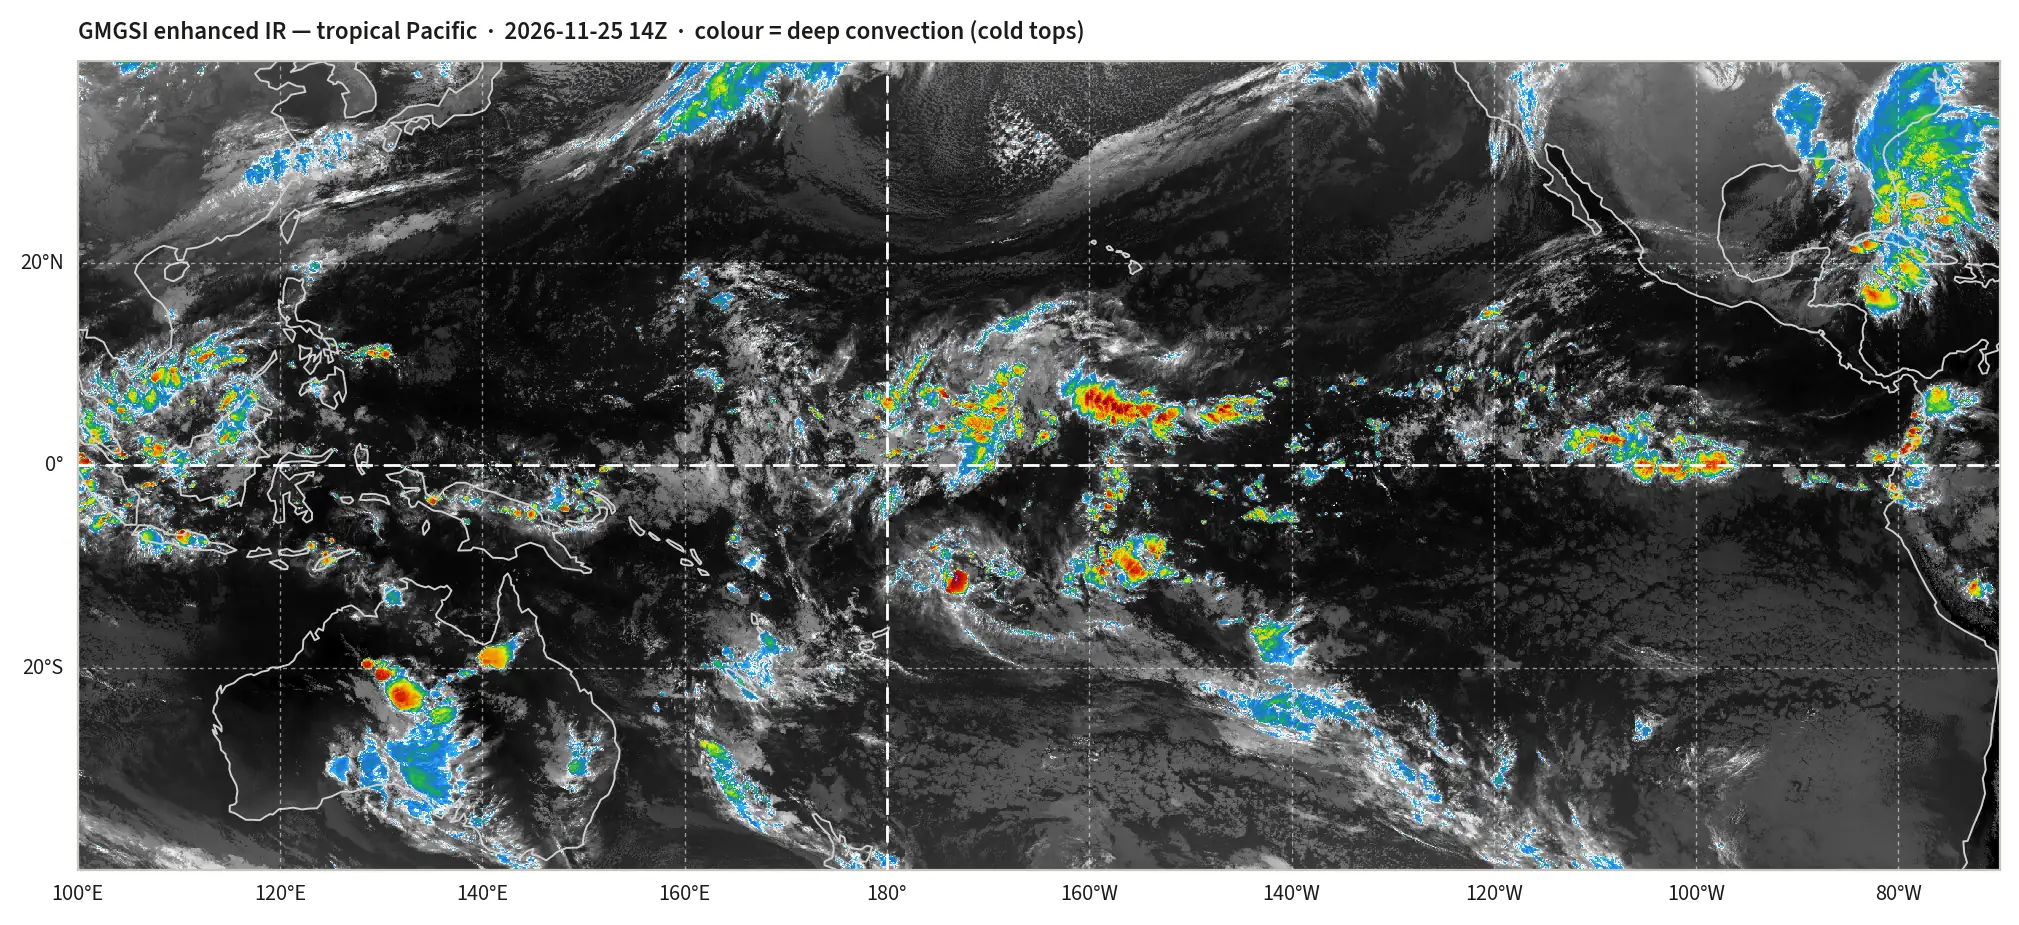 GMGSI enhanced IR — tropical Pacific · 2026-11-25 14Z · colour = deep convection (cold tops)
20°N
0°
20°S
100°E 120°E 140°E 160°E 180° 160°W 140°W 120°W 100°W 80°W